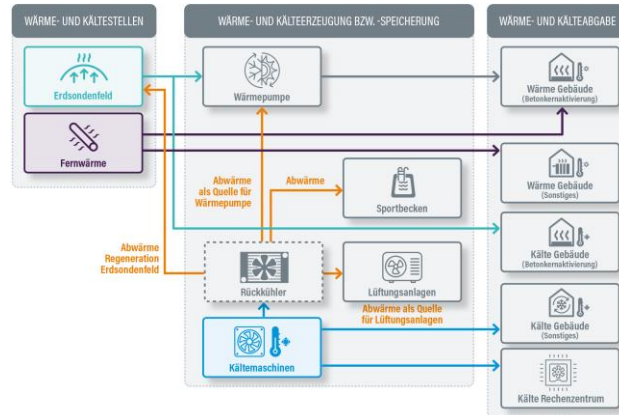 WÄRME- UND KÄLTESTELLEN
WÄRME- UND KÄLTEERZEUGUNG BZW. -SPEICHERUNG
WÄRME- UND KÄLTEABGABE
Erdsondenfeld
Wärmepumpe
Wärme Gebäude
(Betonkernaktivierung)
Fernwärme
Wärme Gebäude
(Sonstiges)
Abwärme
als Quelle für
Wärmepumpe
Abwärme
Sportbecken
Kälte Gebäude
(Betonkernaktivierung)
Abwärme
Regeneration
Erdsondenfeld
Rückkühler
Lüftungsanlagen
Abwärme als Quelle
für Lüftungsanlagen
Kälte Gebäude
(Sonstiges)
Kältemaschinen
Kälte Rechenzentrum